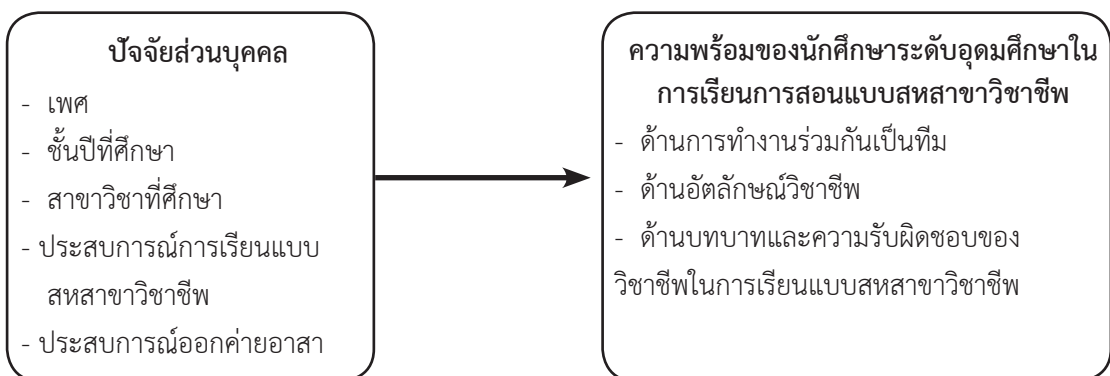 ปัจจัยส่วนบุคคล
- เพศ
- ชั้นปีที่ศึกษา
- สาขาวิชาที่ศึกษา
- ประสบการณ์การเรียนแบบ
สหสาขาวิชาชีพ
- ประสบการณ์ออกค่ายอาสา
ความพร้อมของนักศึกษาระดับอุดมศึกษาใน
การเรียนการสอนแบบสหสาขาวิชาชีพ
- ด้านการทำงานร่วมกันเป็นทีม
- ด้านอัตลักษณ์วิชาชีพ
- ด้านบทบาทและความรับผิดชอบของ
วิชาชีพในการเรียนแบบสหสาขาวิชาชีพ